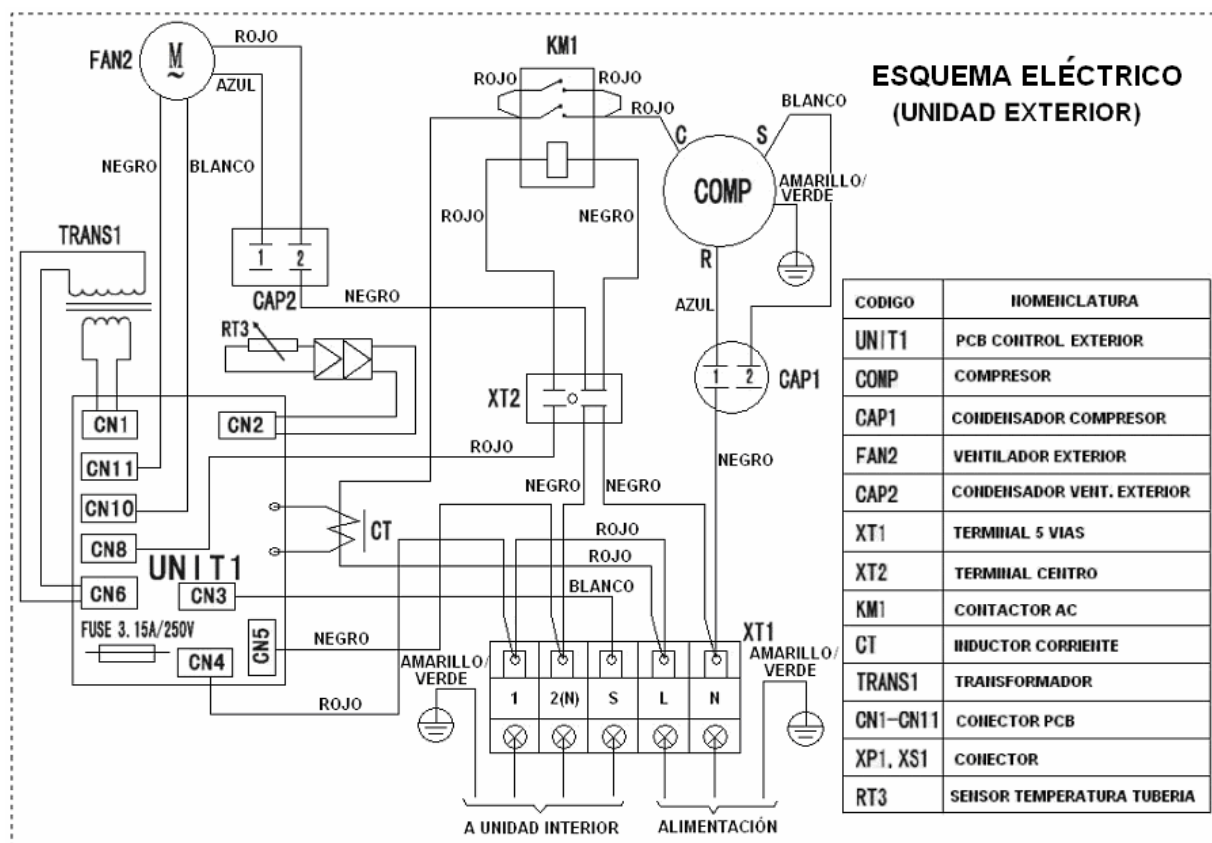 ESQUEMA ELÉCTRICO
(UNIDAD EXTERIOR)
FAN2
M
~
ROJO
AZUL
NEGRO
BLANCO
TRANS1
1
2
CAP2
NEGRO
RT3
KM1
ROJO
ROJO
ROJO
ROJO
NEGRO
C
S
BLANCO
COMP
AMARILLO/
VERDE
R
AZUL
1
2
CAP1
NEGRO
XT2
ROJO
NEGRO
NEGRO
CN1
CN2
CN11
CN10
CN8
CN6
UNIT1
CN3
CT
ROJO
ROJO
BLANCO
FUSE 3.15A/250V
CN5
CN4
NEGRO
ROJO
AMARILLO/
VERDE
XT1
AMARILLO/
VERDE
1
2(N)
S
L
N
A UNIDAD INTERIOR
ALIMENTACIÓN
CODIGO NOMENCLATURA
UNIT1 PCB CONTROL EXTERIOR
COMP COMPRESOR
CAP1 CONDENSADOR COMPRESOR
FAN2 VENTILADOR EXTERIOR
CAP2 CONDENSADOR VENT. EXTERIOR
XT1 TERMINAL 5 VIAS
XT2 TERMINAL CENTRO
KM1 CONTACTOR AC
CT INDUCTOR CORRIENTE
TRANS1 TRANSFORMADOR
CN1-CN11 CONECTOR PCB
XP1, XS1 CONECTOR
RT3 SENSOR TEMPERATURA TUBERIA